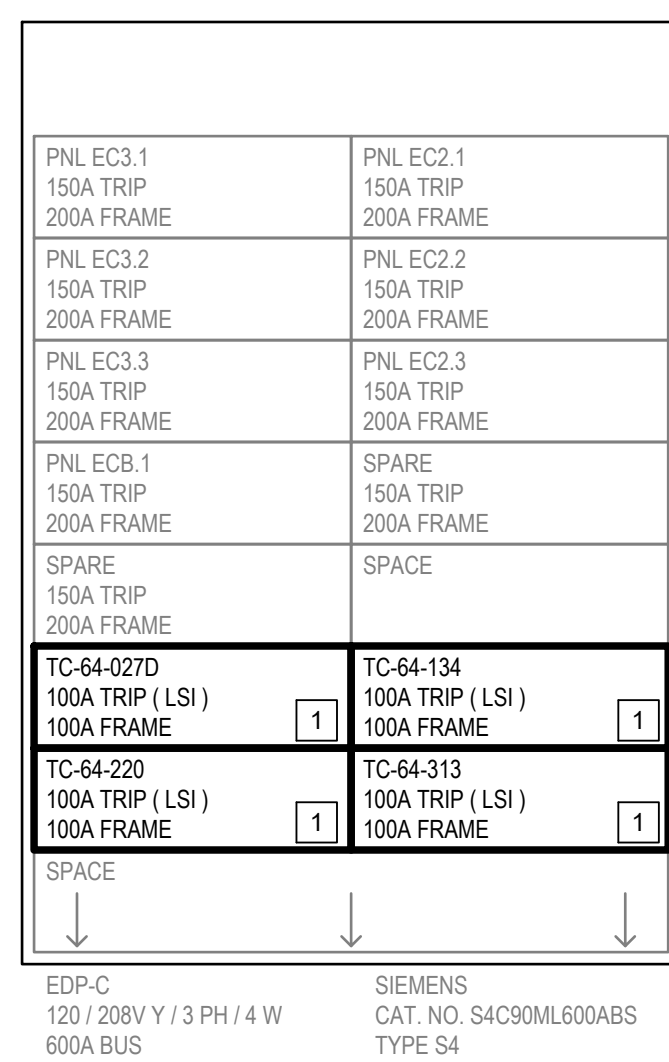 PNL EC3.1
150A TRIP
200A FRAME
PNL EC2.1
150A TRIP
200A FRAME
PNL EC3.2
150A TRIP
200A FRAME
PNL EC2.2
150A TRIP
200A FRAME
PNL EC3.3
150A TRIP
200A FRAME
PNL EC2.3
150A TRIP
200A FRAME
PNL ECB.1
150A TRIP
200A FRAME
SPARE
150A TRIP
200A FRAME
SPARE
150A TRIP
200A FRAME
SPACE
TC-64-027D
100A TRIP ( LSI )
100A FRAME
1
TC-64-134
100A TRIP ( LSI )
100A FRAME
1
TC-64-220
100A TRIP ( LSI )
100A FRAME
1
TC-64-313
100A TRIP ( LSI )
100A FRAME
1
SPACE
EDP-C
120 / 208V Y / 3 PH / 4 W
600A BUS
SIEMENS
CAT. NO. S4C90ML600ABS
TYPE S4